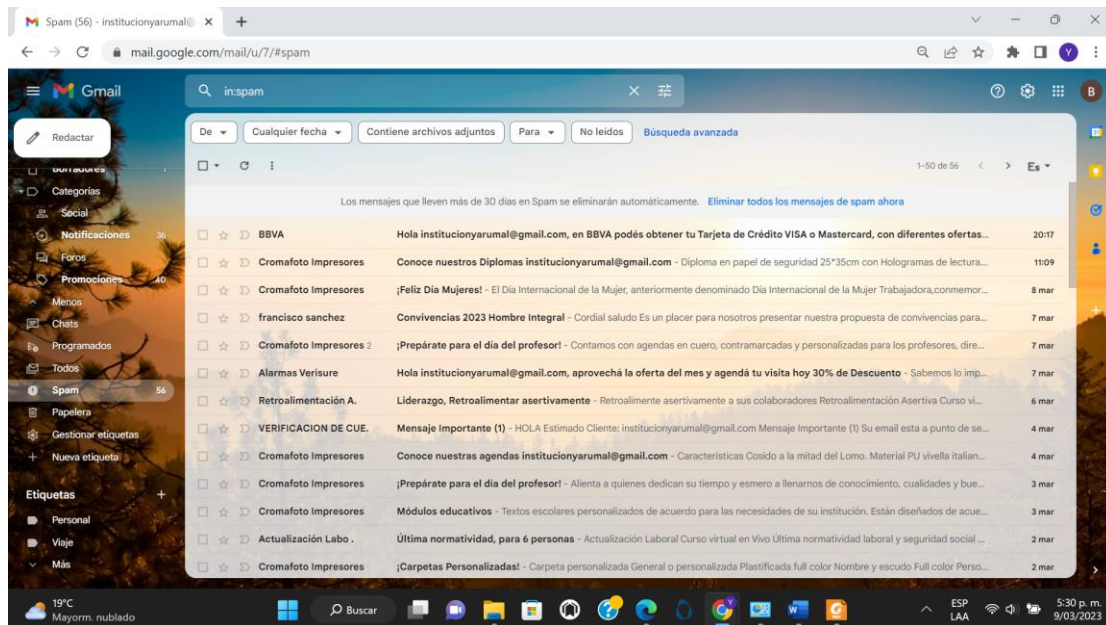 Spam (56) - institucionyarumal@
mail.google.com/mail/u/7/#spam
Y
Gmail
in:spam
B
Redactar
De
Cualquier fecha
Contiene archivos adjuntos
Para
No leídos
Búsqueda avanzada
1–50 de 56
Es
Borradores
Categorías
Social
Notificaciones 36
Foros
Promociones 40
Menos
Chats
Programados
Todos
Spam 56
Papelera
Gestionar etiquetas
Nueva etiqueta
Etiquetas +
Personal
Viaje
Más
Los mensajes que lleven más de 30 días en Spam se eliminarán automáticamente. Eliminar todos los mensajes de spam ahora
BBVA Hola institucionyarumal@gmail.com, en BBVA podés obtener tu Tarjeta de Crédito VISA o Mastercard, con diferentes ofertas... 20:17
Cromafoto Impresores Conoce nuestros Diplomas institucionyarumal@gmail.com - Diploma en papel de seguridad 25*35cm con Hologramas de lectura... 11:09
Cromafoto Impresores ¡Feliz Día Mujeres! - El Día Internacional de la Mujer, anteriormente denominado Día Internacional de la Mujer Trabajadora,conmemor... 8 mar
francisco sanchez Convivencias 2023 Hombre Integral - Cordial saludo Es un placer para nosotros presentar nuestra propuesta de convivencias para... 7 mar
Cromafoto Impresores 2 ¡Prepárate para el día del profesor! - Contamos con agendas en cuero, contramarcadas y personalizadas para los profesores, dire... 7 mar
Alarmas Verisure Hola institucionyarumal@gmail.com, aprovechá la oferta del mes y agendá tu visita hoy 30% de Descuento - Sabemos lo imp... 7 mar
Retroalimentación A. Liderazgo, Retroalimentar asertivamente - Retroalimente asertivamente a sus colaboradores Retroalimentación Asertiva Curso vi... 6 mar
VERIFICACION DE CUE. Mensaje Importante (1) - HOLA Estimado Cliente: institucionyarumal@gmail.com Mensaje Importante (1) Su email esta a punto de se... 4 mar
Cromafoto Impresores Conoce nuestras agendas institucionyarumal@gmail.com - Características Cosido a la mitad del Lomo. Material PU vivella italian... 4 mar
Cromafoto Impresores ¡Prepárate para el día del profesor! - Alienta a quienes dedican su tiempo y esmero a llenarnos de conocimiento, cualidades y bue... 3 mar
Cromafoto Impresores Módulos educativos - Textos escolares personalizados de acuerdo para las necesidades de su institución. Están diseñados de acue... 3 mar
Actualización Labo . Última normatividad, para 6 personas - Actualización Laboral Curso virtual en Vivo Última normatividad laboral y seguridad social ... 2 mar
Cromafoto Impresores ¡Carpetas Personalizadas! - Carpeta personalizada General o personalizada Plastificada full color Nombre y escudo Full color Perso... 2 mar
19°C
Mayorm. nublado
Buscar
ESP
LAA
5:30 p. m.
9/03/2023